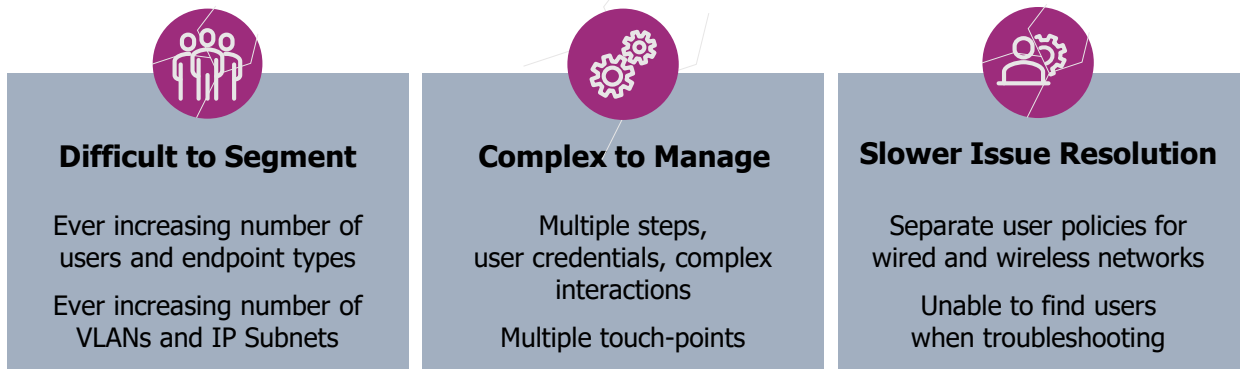 Difficult to Segment
Ever increasing number of
users and endpoint types
Ever increasing number of
VLANs and IP Subnets
Complex to Manage
Multiple steps,
user credentials, complex
interactions
Multiple touch-points
Slower Issue Resolution
Separate user policies for
wired and wireless networks
Unable to find users
when troubleshooting